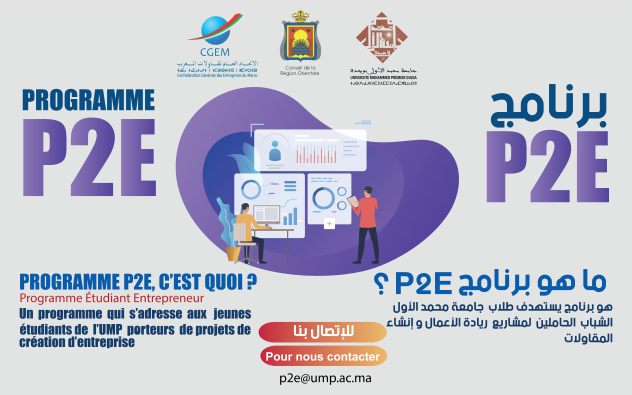 CGEM
الاتحاد العام لمقاولات المغرب
Confédération Générale des Entreprises du Maroc
Conseil de la
Région Orientale
جامعة محمد الأول بوجدة
UNIVERSITÉ MOHAMMED PREMIER OUJDA
PROGRAMME
P2E
برنامج
P2E
PROGRAMME P2E, C'EST QUOI ?
Programme Étudiant Entrepreneur
Un programme qui s'adresse aux jeunes
étudiants de l'UMP porteurs de projets de
création d'entreprise
ما هو برنامج P2E ؟
هو برنامج يستهدف طلاب جامعة محمد الأول
الشباب الحاملين لمشاريع ريادة الأعمال و إنشاء
المقاولات
للإتصال بنا
Pour nous contacter
p2e@ump.ac.ma